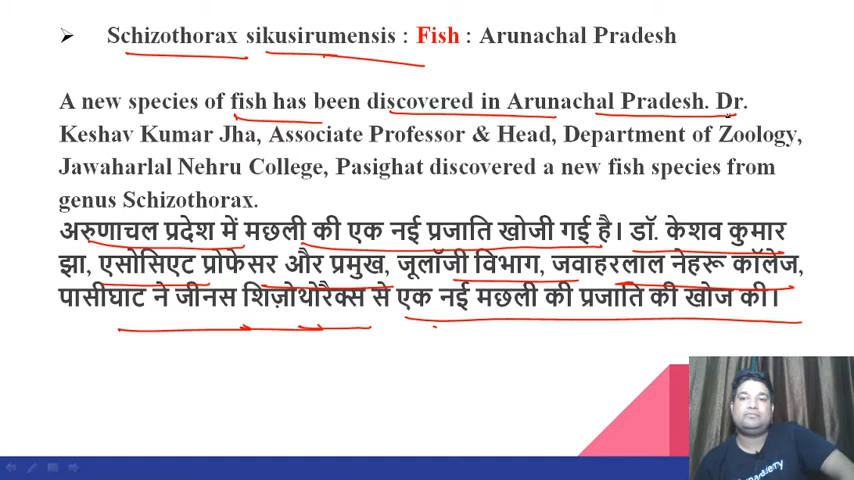 Schizothorax sikusirumensis : Fish : Arunachal Pradesh
A new species of fish has been discovered in Arunachal Pradesh. Dr.
Keshav Kumar Jha, Associate Professor & Head, Department of Zoology,
Jawaharlal Nehru College, Pasighat discovered a new fish species from
genus Schizothorax.
अरुणाचल प्रदेश में मछली की एक नई प्रजाति खोजी गई है। डॉ. केशव कुमार
झा, एसोसिएट प्रोफेसर और प्रमुख, जूलॉजी विभाग, जवाहरलाल नेहरू कॉलेज,
पासीघाट ने जीनस शिज़ोथोरैक्स से एक नई मछली की प्रजाति की खोज की।